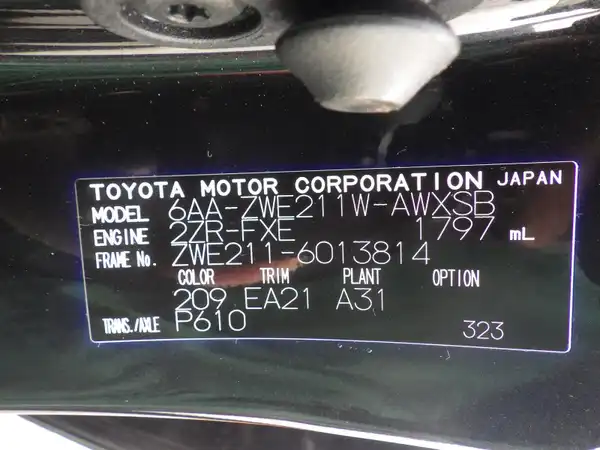 TOYOTA MOTOR CORPORATION JAPAN
MODEL 6AA-ZWE211W-AWXSB
ENGINE 2ZR-FXE 1797 mL
FRAME No. ZWE211-6013814
COLOR TRIM PLANT OPTION
209 EA21 A31
TRANS./AXLE P610 323